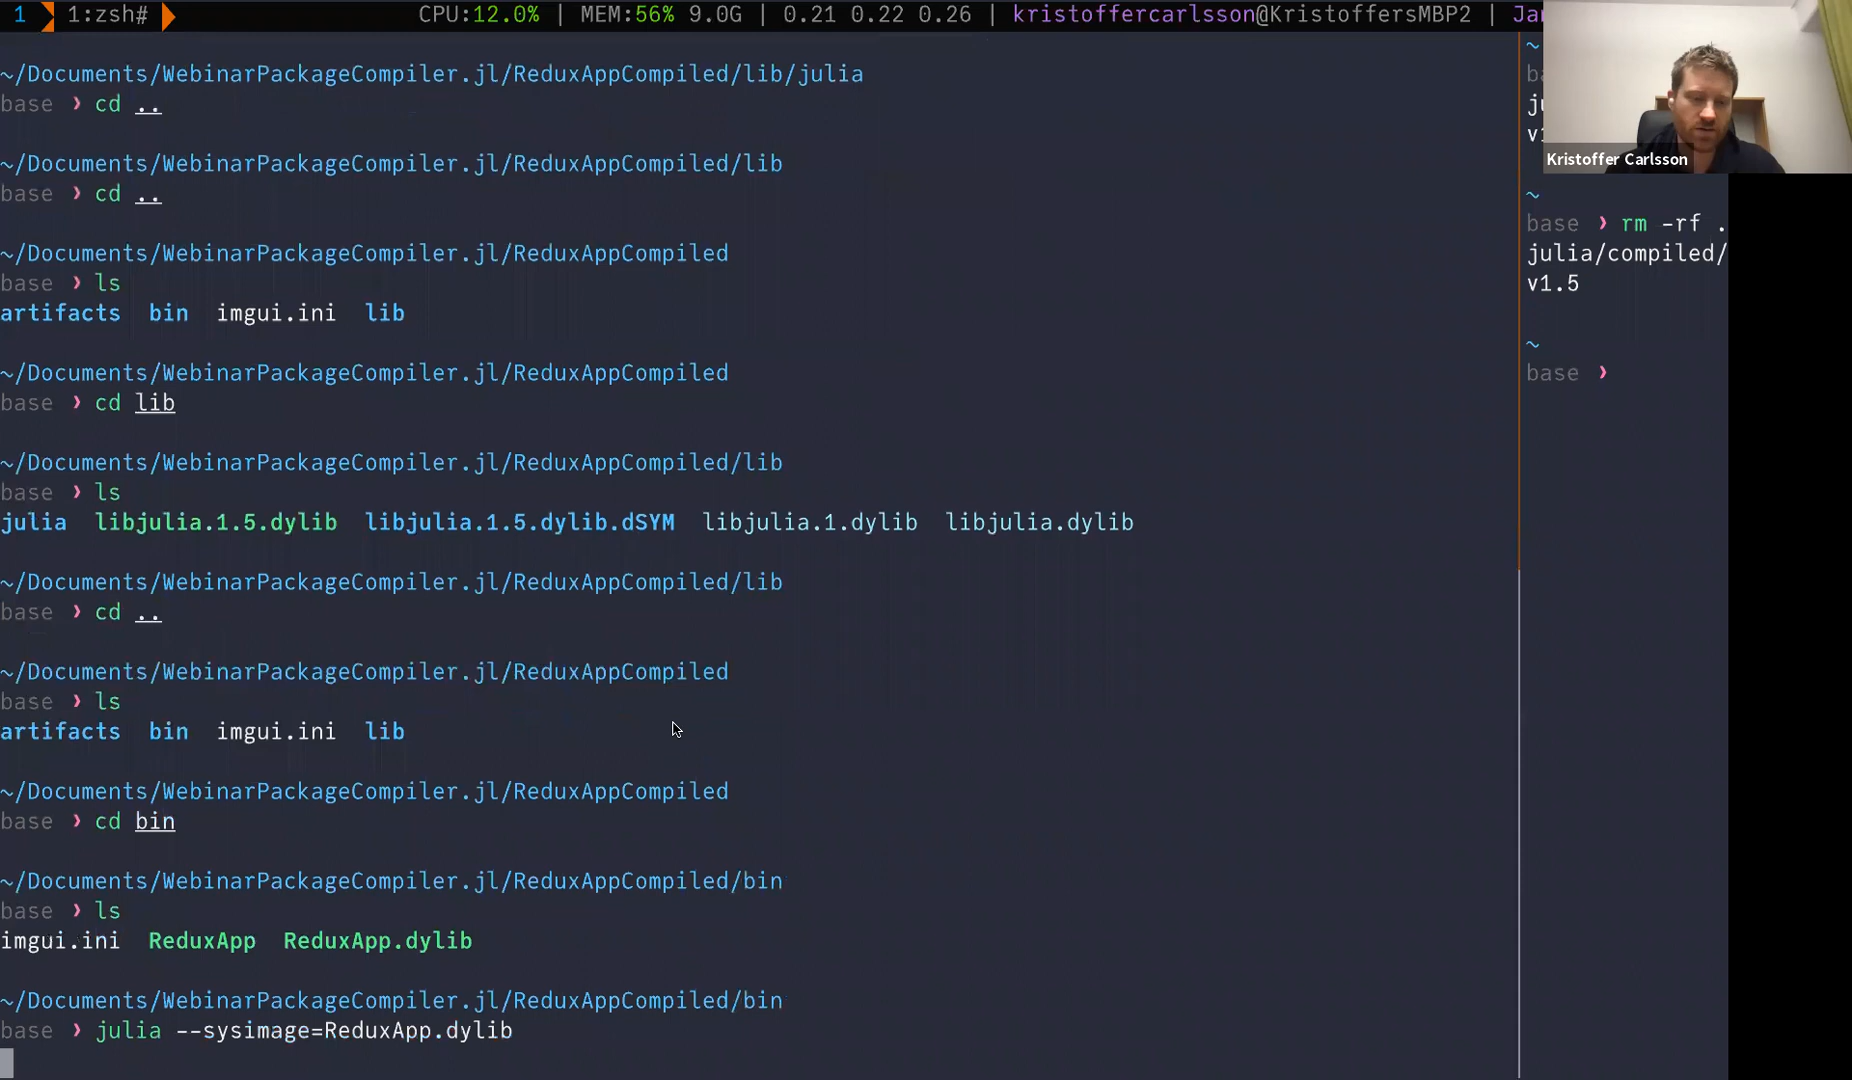 1 1:zsh# CPU:12.0% | MEM:56% 9.0G | 0.21 0.22 0.26 | kristoffercarlsson@KristoffersMBP2 |
~/Documents/WebinarPackageCompiler.jl/ReduxAppCompiled/lib/julia
base ❯ cd ..
~/Documents/WebinarPackageCompiler.jl/ReduxAppCompiled/lib
base ❯ cd ..
~/Documents/WebinarPackageCompiler.jl/ReduxAppCompiled
base ❯ ls
artifacts bin imgui.ini lib
~/Documents/WebinarPackageCompiler.jl/ReduxAppCompiled
base ❯ cd lib
~/Documents/WebinarPackageCompiler.jl/ReduxAppCompiled/lib
base ❯ ls
julia libjulia.1.5.dylib libjulia.1.5.dylib.dSYM libjulia.1.dylib libjulia.dylib
~/Documents/WebinarPackageCompiler.jl/ReduxAppCompiled/lib
base ❯ cd ..
~/Documents/WebinarPackageCompiler.jl/ReduxAppCompiled
base ❯ ls
artifacts bin imgui.ini lib
~/Documents/WebinarPackageCompiler.jl/ReduxAppCompiled
base ❯ cd bin
~/Documents/WebinarPackageCompiler.jl/ReduxAppCompiled/bin
base ❯ ls
imgui.ini ReduxApp ReduxApp.dylib
~/Documents/WebinarPackageCompiler.jl/ReduxAppCompiled/bin
base ❯ julia --sysimage=ReduxApp.dylib
~
Kristoffer Carlsson
~
base ❯ rm -rf .
julia/compiled/
v1.5
~
base ❯